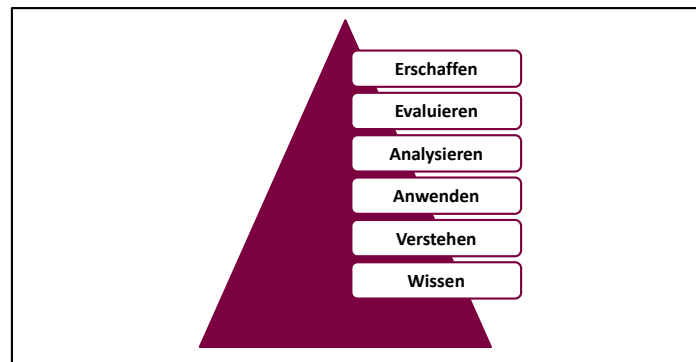 Erschaffen
Evaluieren
Analysieren
Anwenden
Verstehen
Wissen